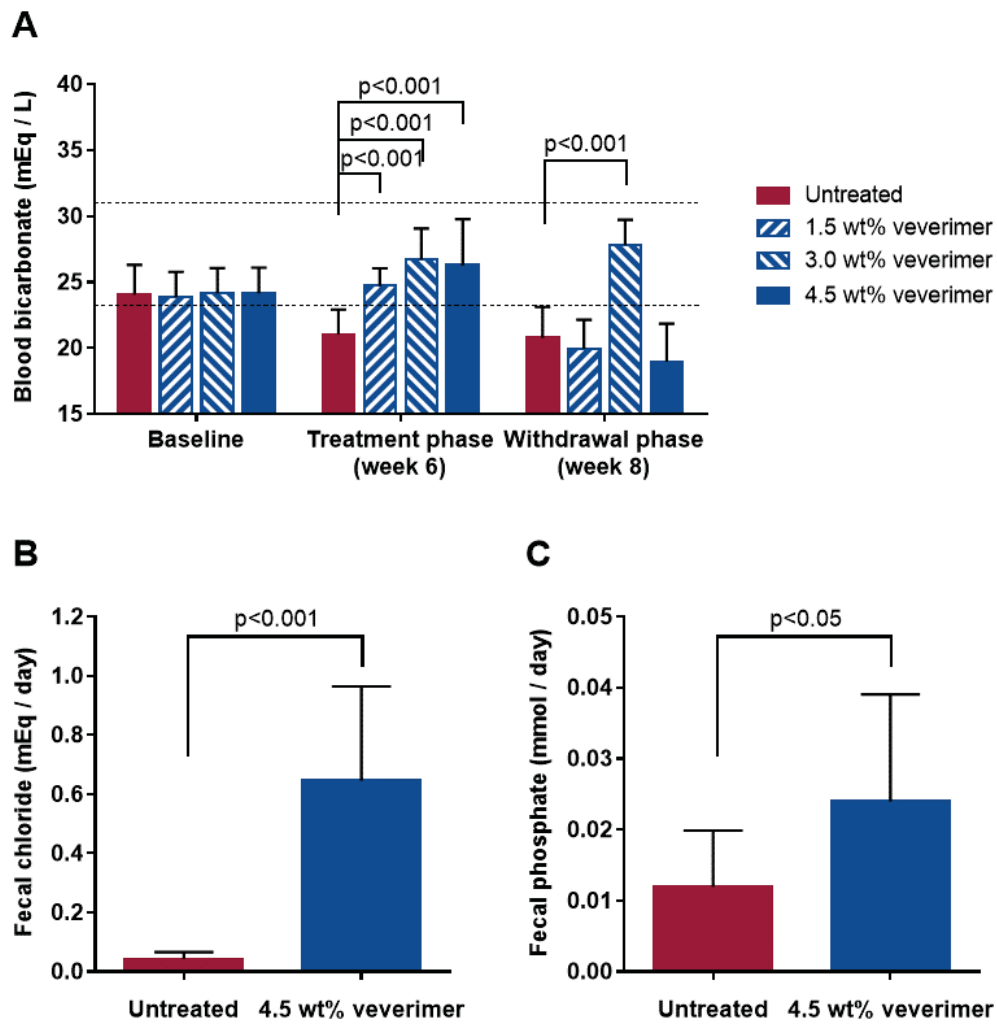 A
Blood bicarbonate (mEq / L)
40
35
30
25
20
15
p<0.001
p<0.001
p<0.001
p<0.001
Baseline
Treatment phase
(week 6)
Withdrawal phase
(week 8)
Untreated
1.5 wt% veverimer
3.0 wt% veverimer
4.5 wt% veverimer
B
Fecal chloride (mEq / day)
1.2
1.0
0.8
0.6
0.4
0.2
0.0
p<0.001
Untreated
4.5 wt% veverimer
C
Fecal phosphate (mmol / day)
0.05
0.04
0.03
0.02
0.01
0.00
p<0.05
Untreated
4.5 wt% veverimer